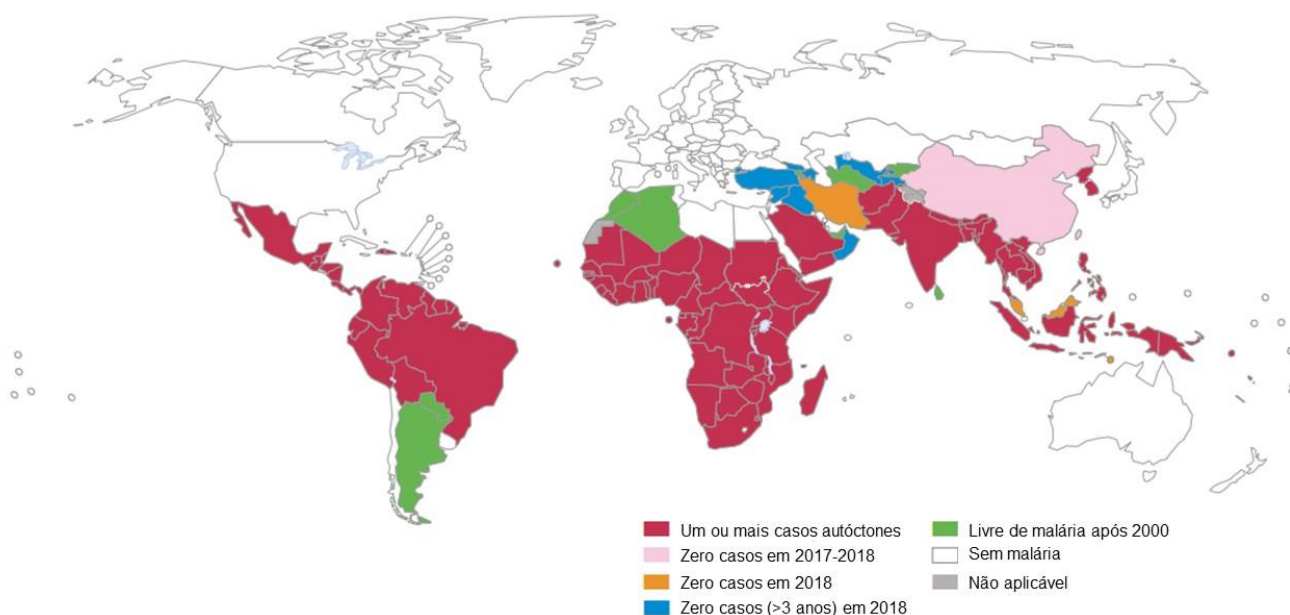 Um ou mais casos autóctones
Zero casos em 2017-2018
Zero casos em 2018
Zero casos (>3 anos) em 2018
Livre de malária após 2000
Sem malária
Não aplicável